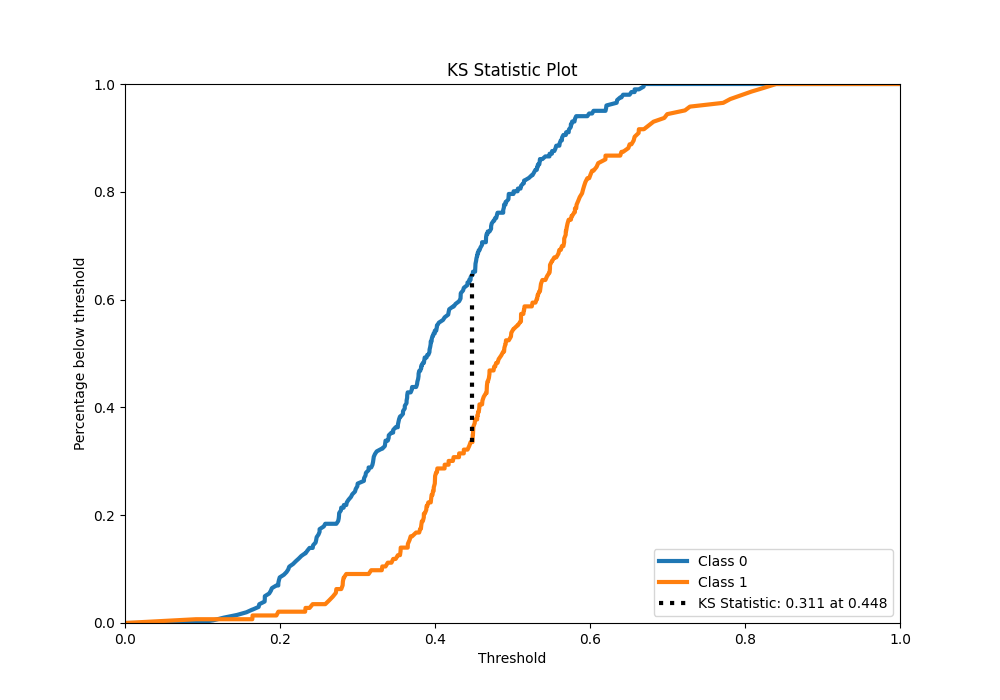 KS Statistic Plot
Percentage below threshold
1.0
0.8
0.6
0.4
0.2
0.0
0.0 0.2 0.4 0.6 0.8 1.0
Threshold
Class 0
Class 1
KS Statistic: 0.311 at 0.448